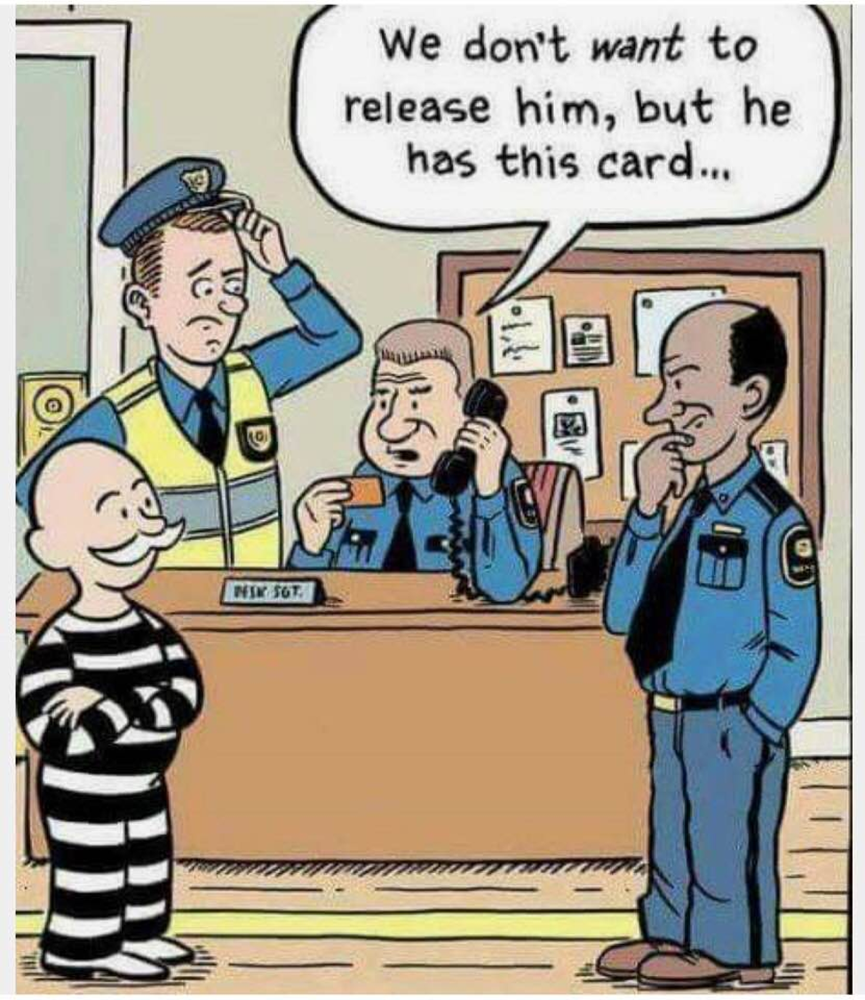 We don't want to
release him, but he
has this card...
DESK SGT.